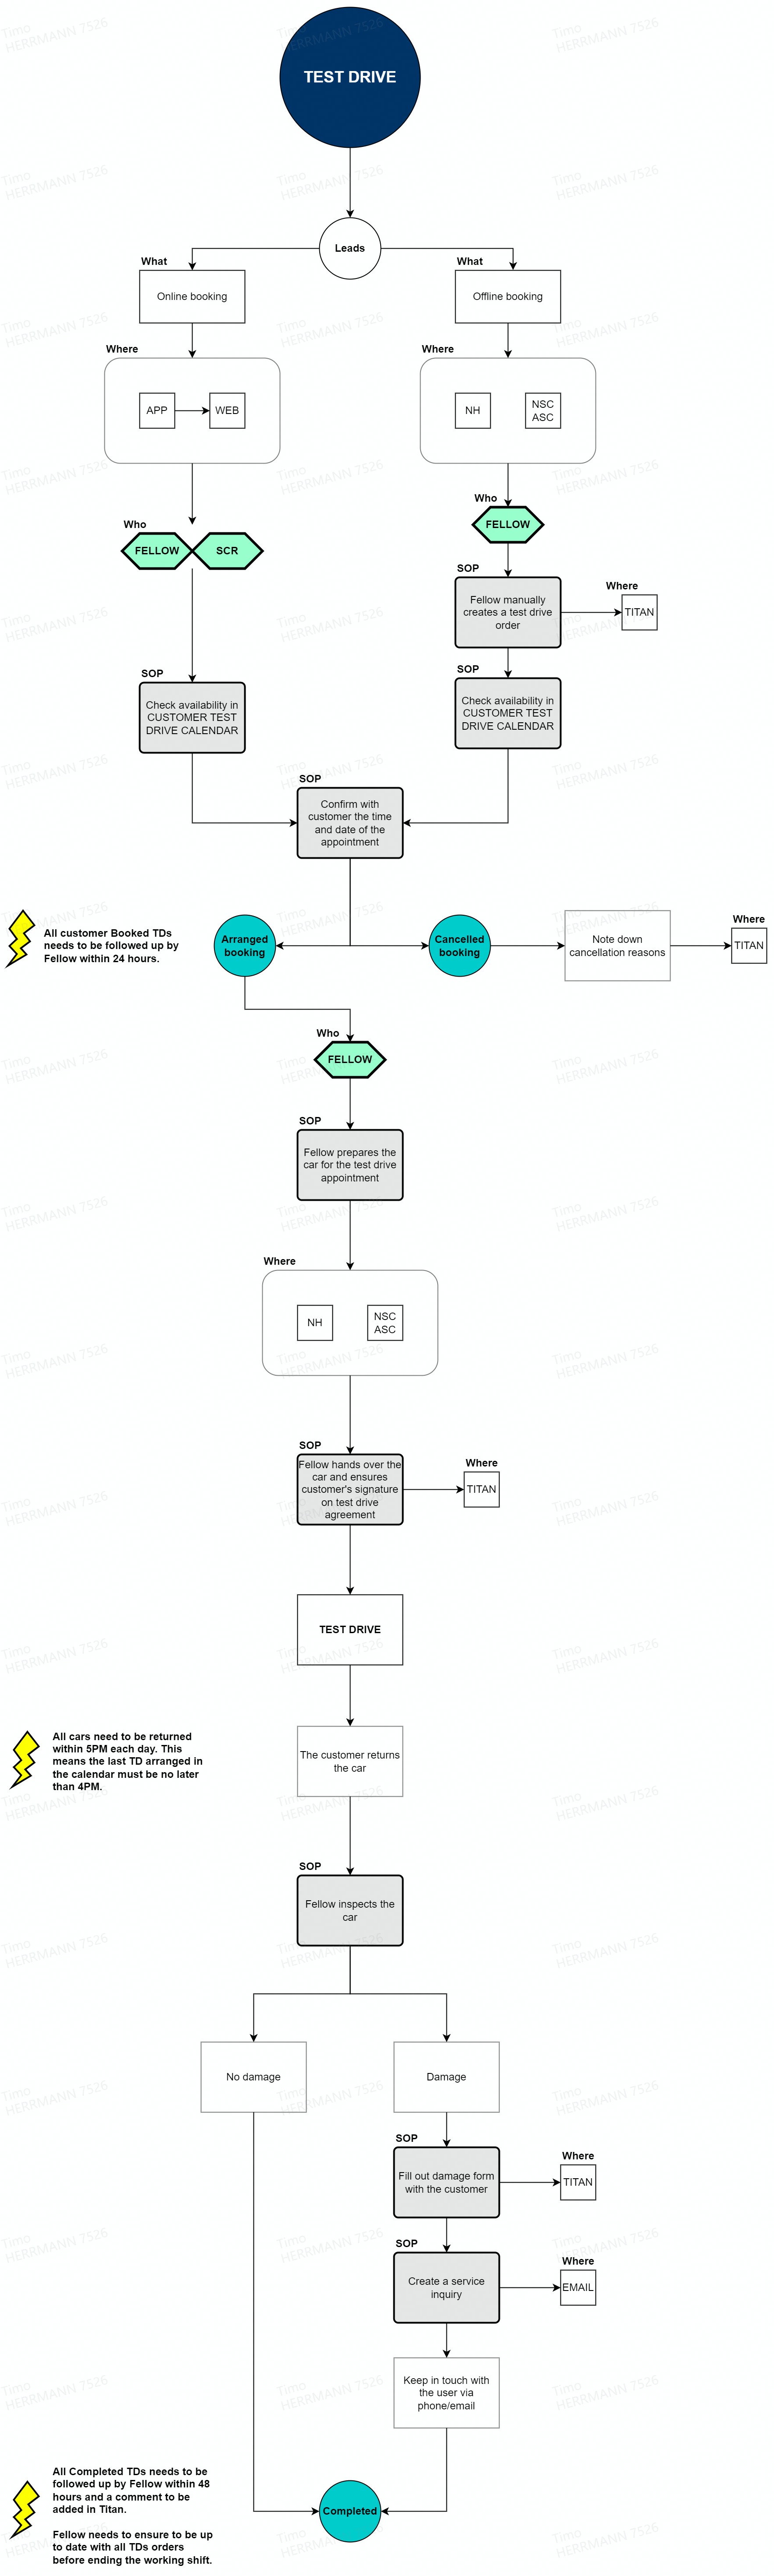 TEST DRIVE
Leads
What
Online booking
What
Offline booking
Where
APP
WEB
Where
NH
NSC
ASC
Who
FELLOW
SCR
Who
FELLOW
SOP
Fellow manually
creates a test drive
order
Where
TITAN
SOP
Check availability in
CUSTOMER TEST
DRIVE CALENDAR
SOP
Check availability in
CUSTOMER TEST
DRIVE CALENDAR
SOP
Confirm with
customer the time
and date of the
appointment
All customer Booked TDs
needs to be followed up by
Fellow within 24 hours.
Arranged
booking
Cancelled
booking
Note down
cancellation reasons
Where
TITAN
Who
FELLOW
SOP
Fellow prepares the
car for the test drive
appointment
Where
NH
NSC
ASC
SOP
Fellow hands over the
car and ensures
customer's signature
on test drive
agreement
Where
TITAN
TEST DRIVE
All cars need to be returned
within 5PM each day. This
means the last TD arranged in
the calendar must be no later
than 4PM.
The customer returns
the car
SOP
Fellow inspects the
car
No damage
Damage
SOP
Fill out damage form
with the customer
Where
TITAN
SOP
Create a service
inquiry
Where
EMAIL
Keep in touch with
the user via
phone/email
All Completed TDs needs to be
followed up by Fellow within 48
hours and a comment to be
added in Titan.
Fellow needs to ensure to be up
to date with all TDs orders
before ending the working shift.
Completed
Timo
HERRMANN 7526